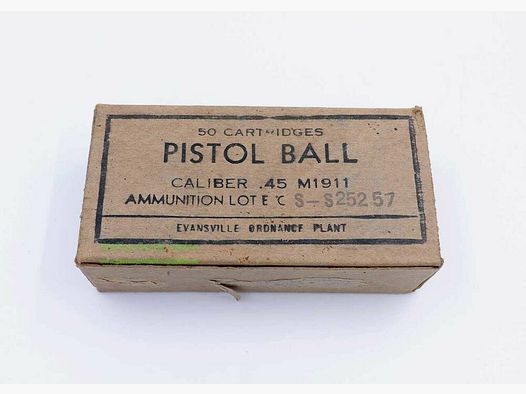 50 CARTRIDGES
PISTOL BALL
CALIBER .45 M1911
AMMUNITION LOT E C S-S25257
EVANSVILLE ORDNANCE PLANT